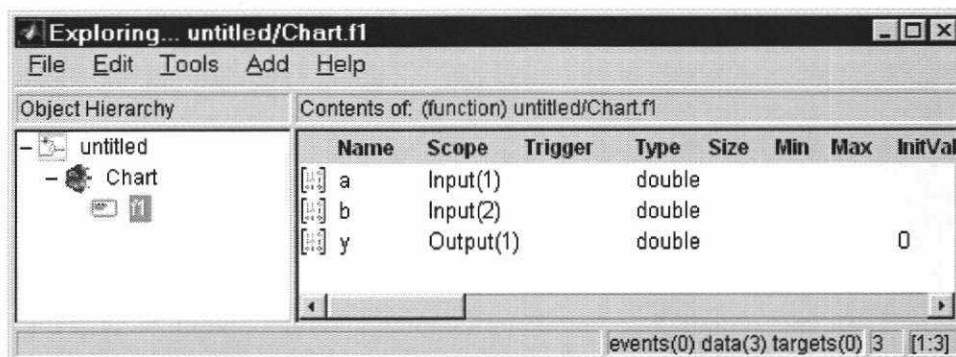 Exploring... untitled/Chart.f1
File Edit Tools Add Help
Object Hierarchy
Contents of: (function) untitled/Chart.f1
untitled
Chart
f1
Name Scope Trigger Type Size Min Max InitVal
a Input(1) double
b Input(2) double
y Output(1) double 0
events(0) data(3) targets(0) 3 [1:3]